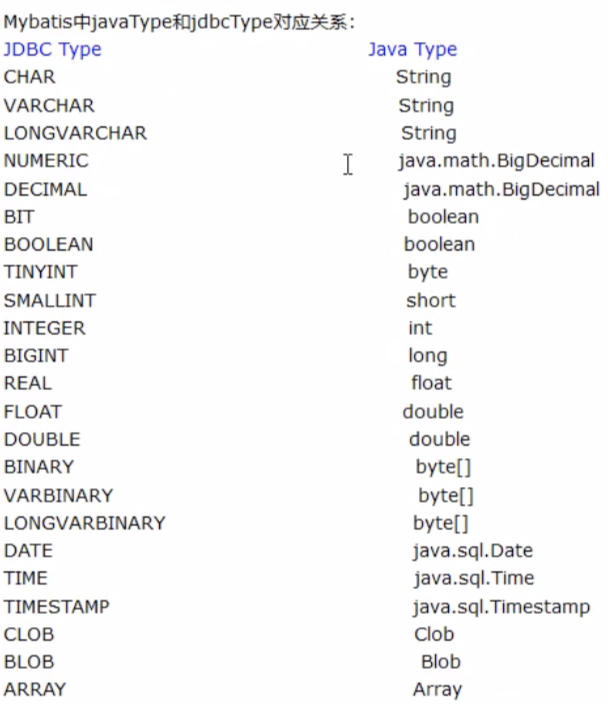 Mybatis中javaType和jdbcType对应关系：
JDBC Type Java Type
CHAR String
VARCHAR String
LONGVARCHAR String
NUMERIC java.math.BigDecimal
DECIMAL java.math.BigDecimal
BIT boolean
BOOLEAN boolean
TINYINT byte
SMALLINT short
INTEGER int
BIGINT long
REAL float
FLOAT double
DOUBLE double
BINARY byte[]
VARBINARY byte[]
LONGVARBINARY byte[]
DATE java.sql.Date
TIME java.sql.Time
TIMESTAMP java.sql.Timestamp
CLOB Clob
BLOB Blob
ARRAY Array